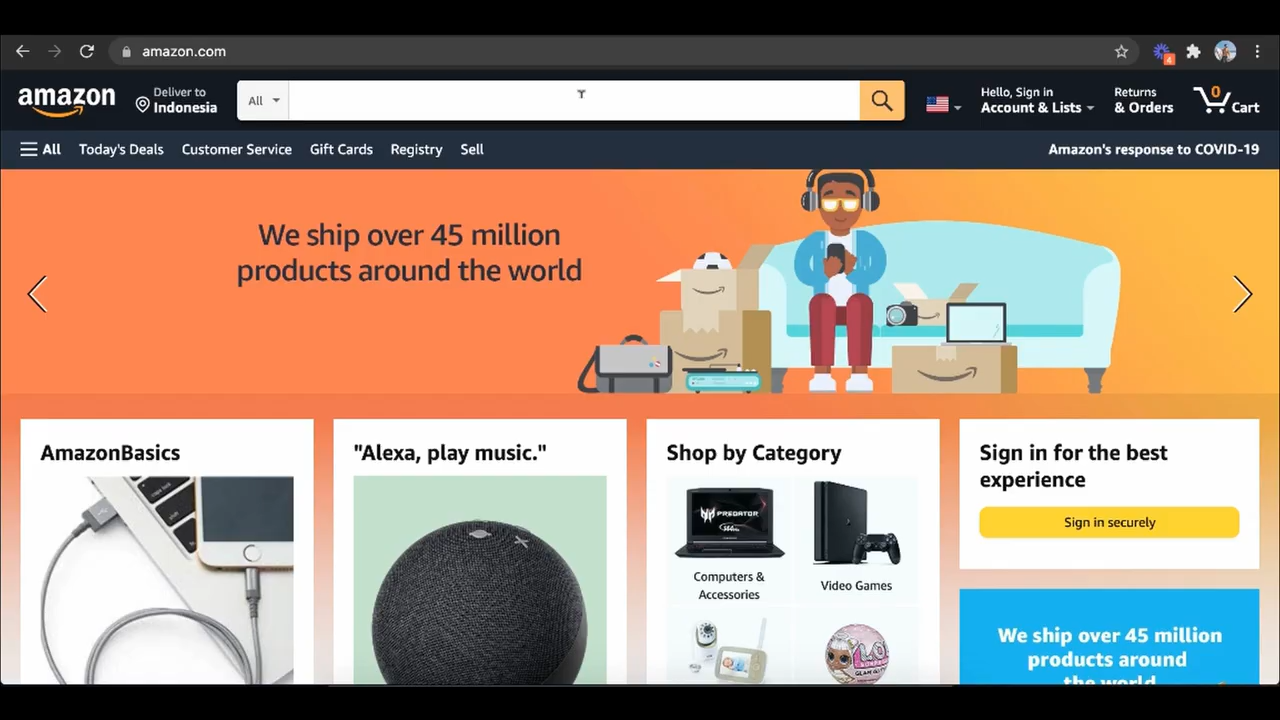 amazon.com
4
amazon
Deliver to
Indonesia
All
Hello, Sign in
Account & Lists
Returns
& Orders
0
Cart
All
Today's Deals
Customer Service
Gift Cards
Registry
Sell
Amazon's response to COVID-19
We ship over 45 million
products around the world
AmazonBasics
"Alexa, play music."
Shop by Category
Sign in for the best
experience
Sign in securely
PREDATOR
Computers &
Accessories
Video Games
We ship over 45 million
products around
the world